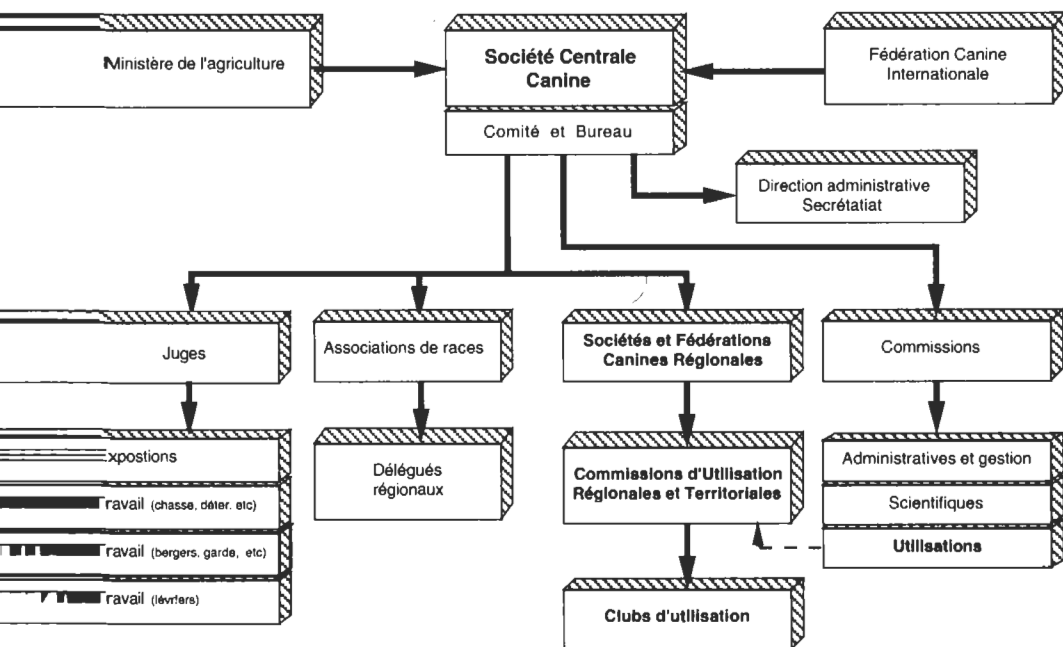 Ministère de l'agriculture
Société Centrale
Canine
Fédération Canine
Internationale
Comité et Bureau
Direction administrative
Secrétatiat
Juges
Associations de races
Sociétés et Fédérations
Canines Régionales
Commissions
xpostions
ravail (chasse, déter. etc)
ravail (bergers, garde, etc)
ravail (lévriers)
Délégués
régionaux
Commissions d'Utilisation
Régionales et Territoriales
Administratives et gestion
Scientifiques
Utilisations
Clubs d'utilisation